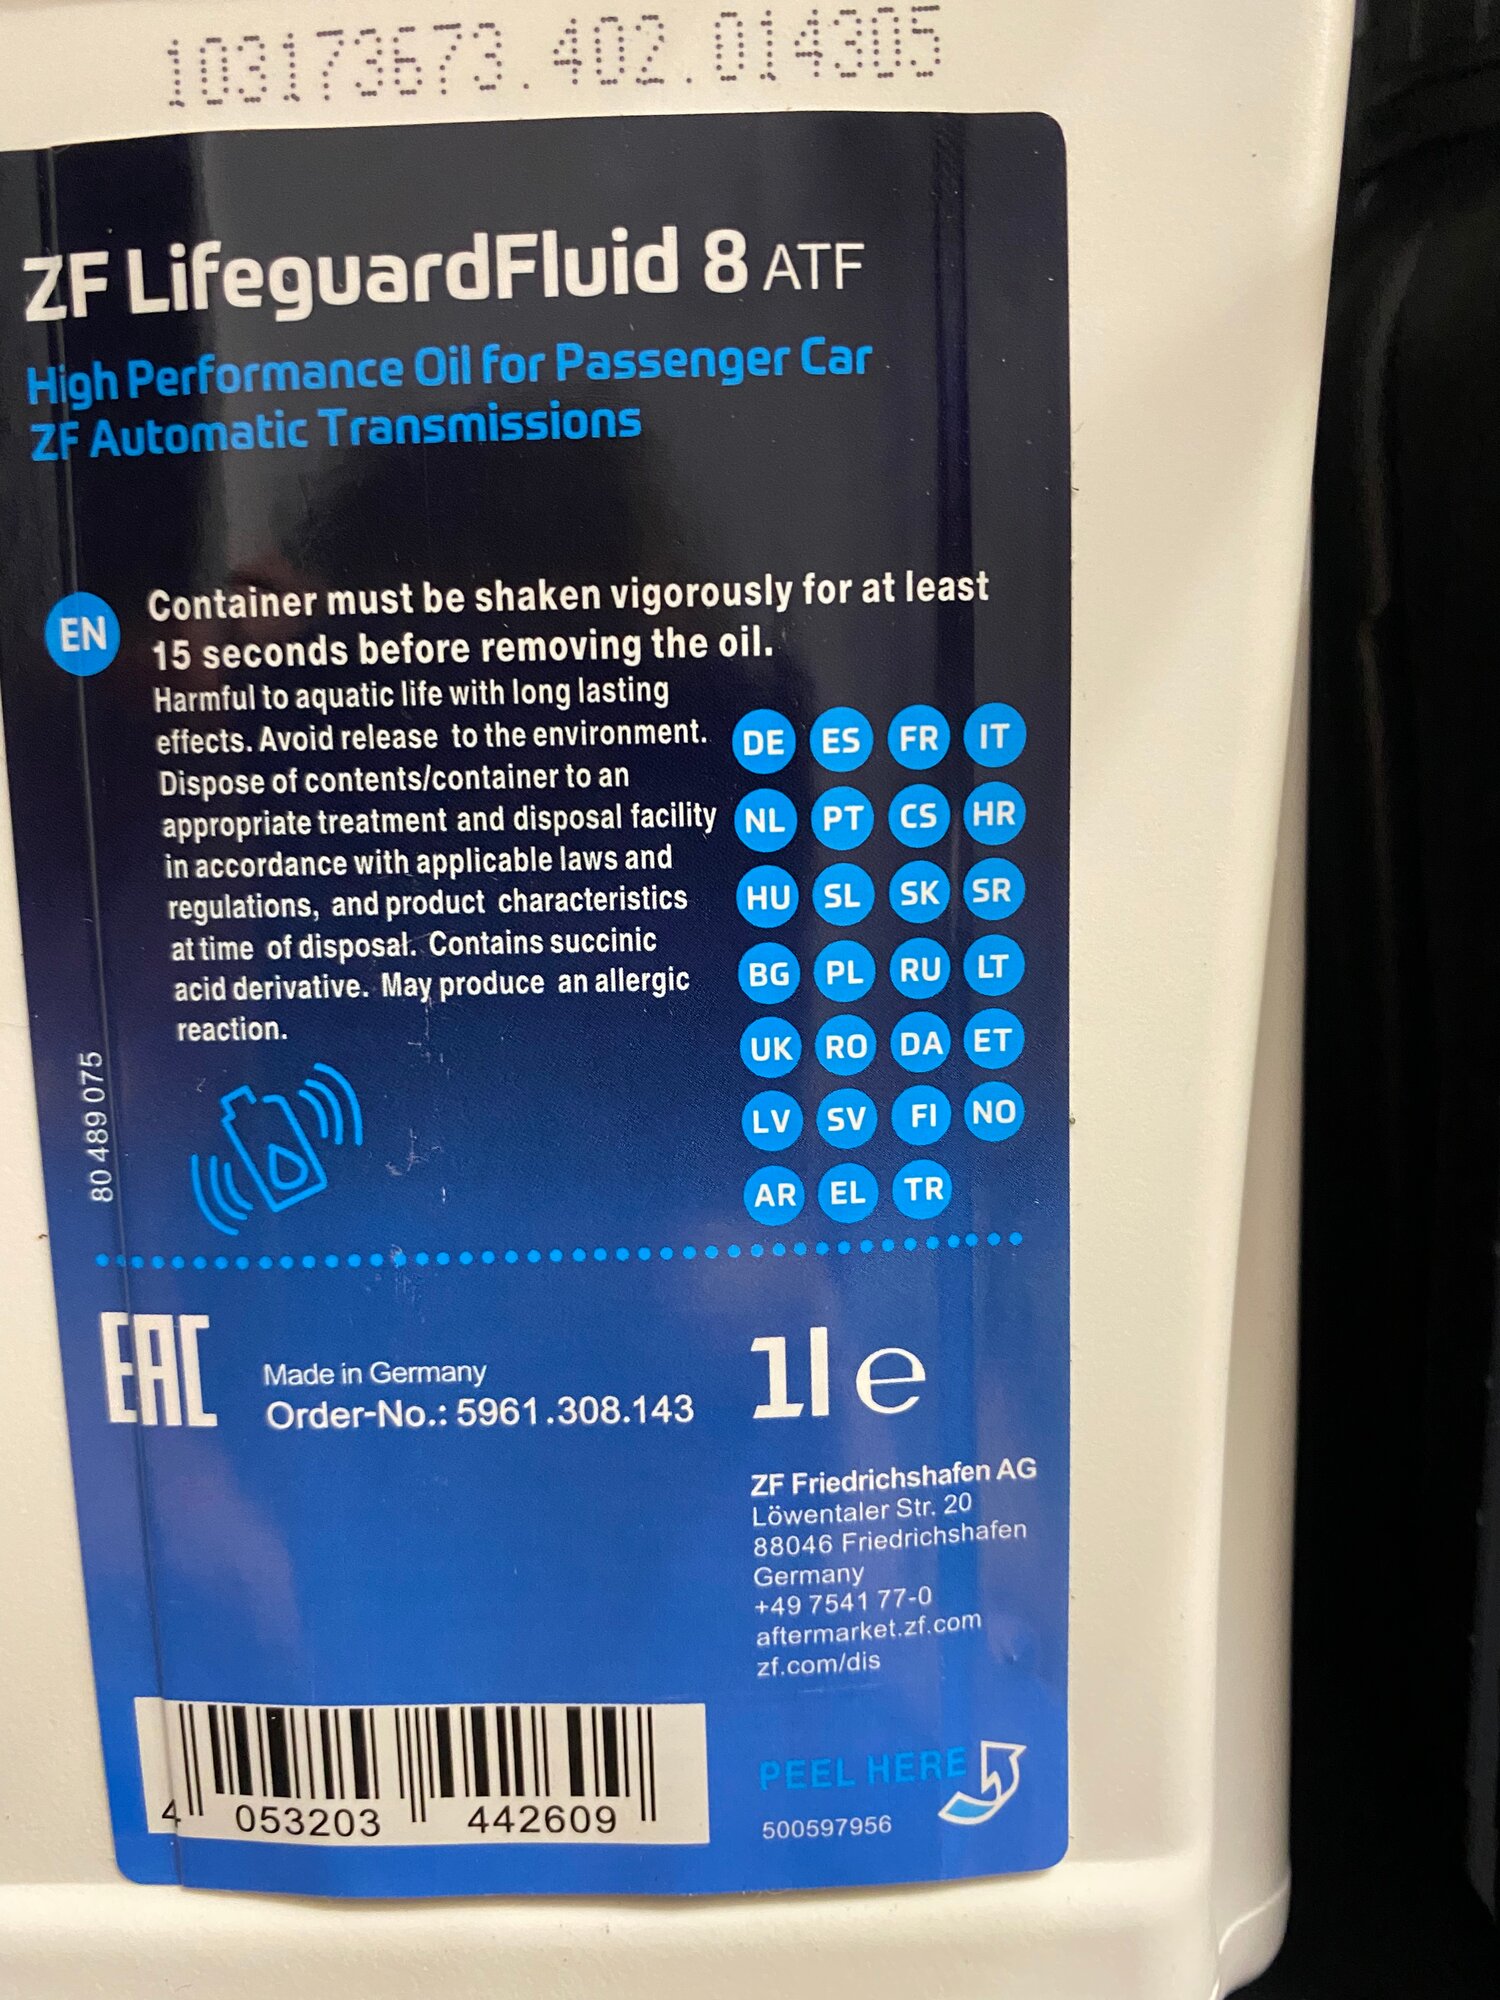 103173673.402.014305
ZF LifeguardFluid 8 ATF
High Performance Oil for Passenger Car
ZF Automatic Transmissions
EN
Container must be shaken vigorously for at least
15 seconds before removing the oil.
Harmful to aquatic life with long lasting
effects. Avoid release to the environment.
Dispose of contents/container to an
appropriate treatment and disposal facility
in accordance with applicable laws and
regulations, and product characteristics
at time of disposal. Contains succinic
acid derivative. May produce an allergic
reaction.
DE ES FR IT
NL PT CS HR
HU SL SK SR
BG PL RU LT
UK RO DA ET
LV SV FI NO
AR EL TR
80 489 075
EAC
Made in Germany
Order-No.: 5961.308.143
1l e
ZF Friedrichshafen AG
Löwentaler Str. 20
88046 Friedrichshafen
Germany
+49 7541 77-0
aftermarket.zf.com
zf.com/dis
4 053203 442609
PEEL HERE
500597956